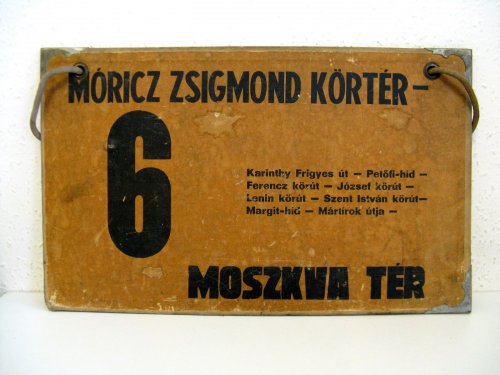 MÓRICZ ZSIGMOND KÖRTÉR –
6
Karinthy Frigyes út – Petőfi-híd –
Ferencz körút – József körút –
Lenin körút – Szent István körút–
Margit-híd – Mártírok útja –
MOSZKVA TÉR